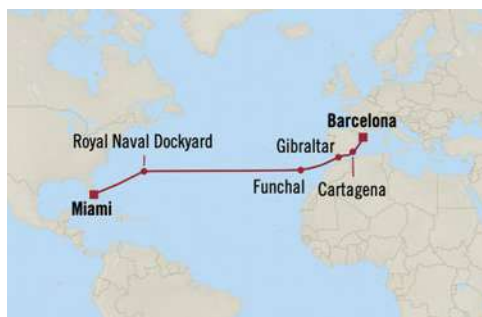 Barcelona
Royal Naval Dockyard
Gibraltar
Funchal
Cartagena
Miami